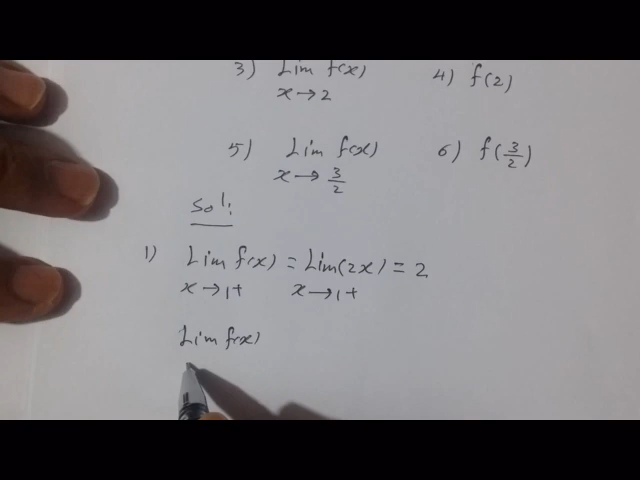 3) Lim f(x) 4) f(2)
x→2
5) Lim f(x) 6) f(3/2)
x→3/2
Sol:
1) Lim f(x) = Lim(2x) = 2
x→1+ x→1+
Lim f(x)